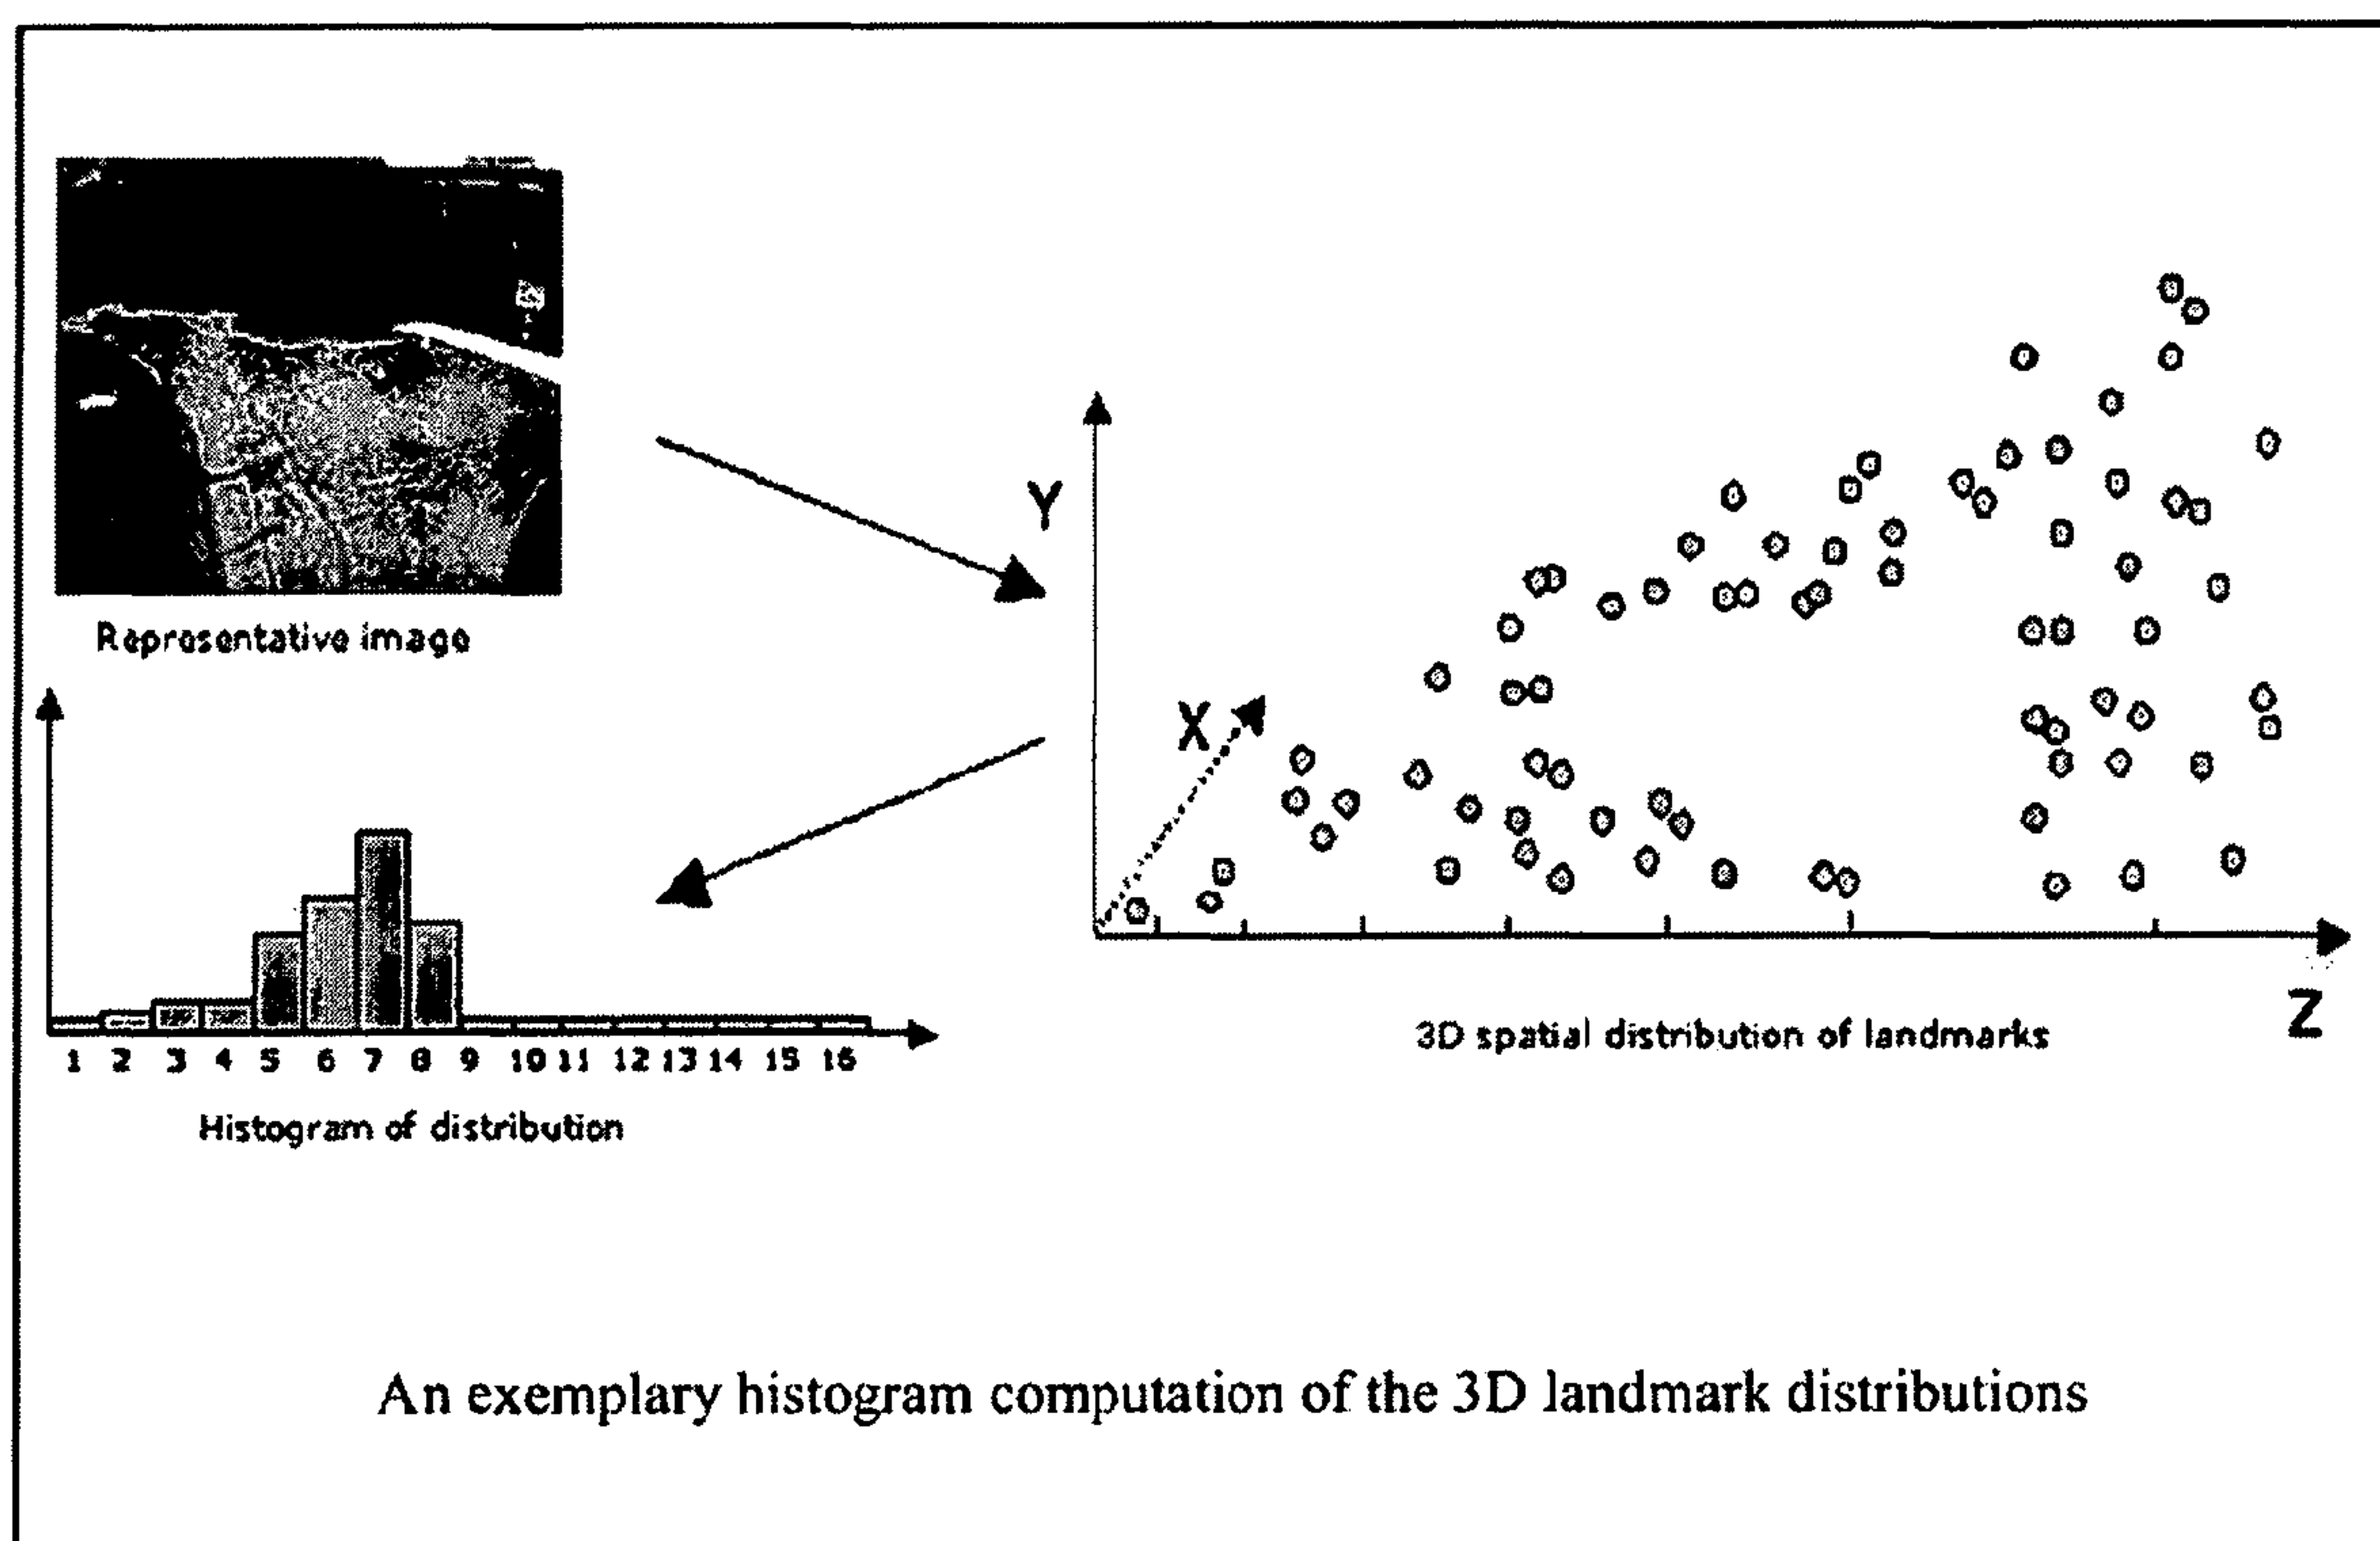 Representative image
Y
X
Z
3D spatial distribution of landmarks
1 2 3 4 5 6 7 8 9 10 11 12 13 14 15 16
Histogram of distribution
An exemplary histogram computation of the 3D landmark distributions